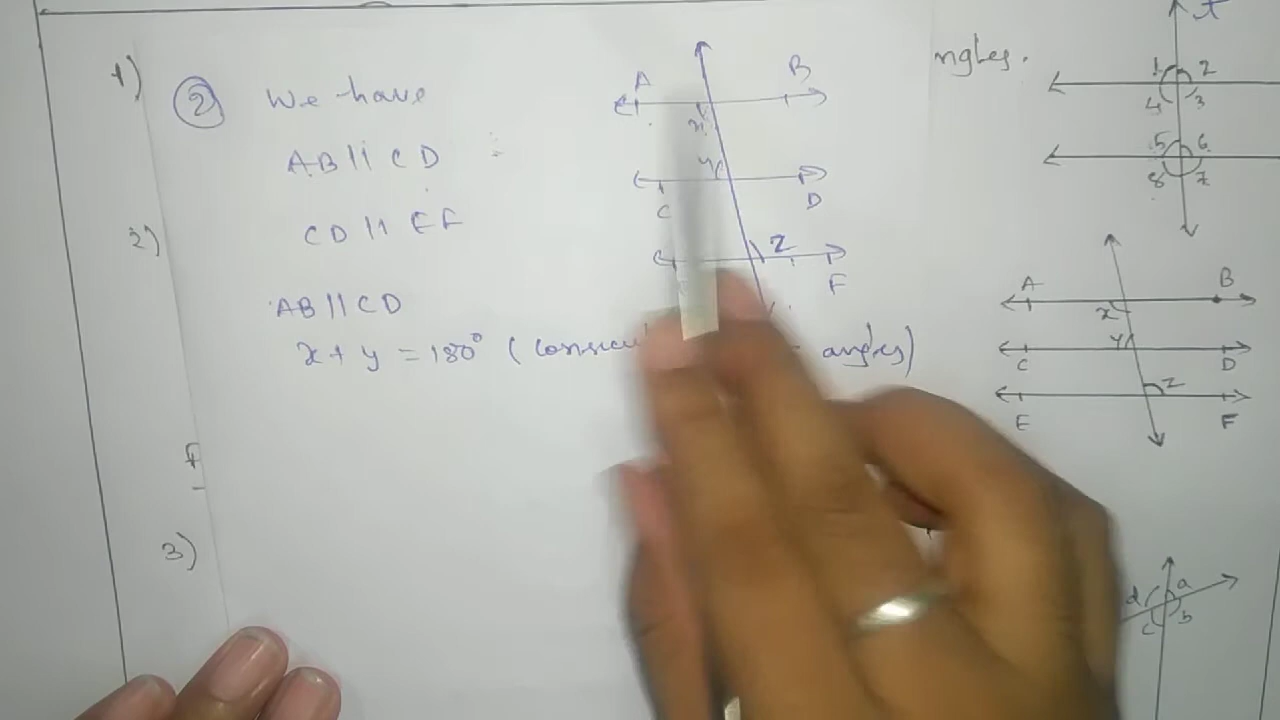 1)
② We have
AB || CD
CD || EF
AB || CD
x + y = 180° ( angles)
2)
3)
A B
x
y
C D
z
F
ngles.
t
1 2
4 3
5 6
8 7
A B
x
y
C D
z
E F
d a
c b